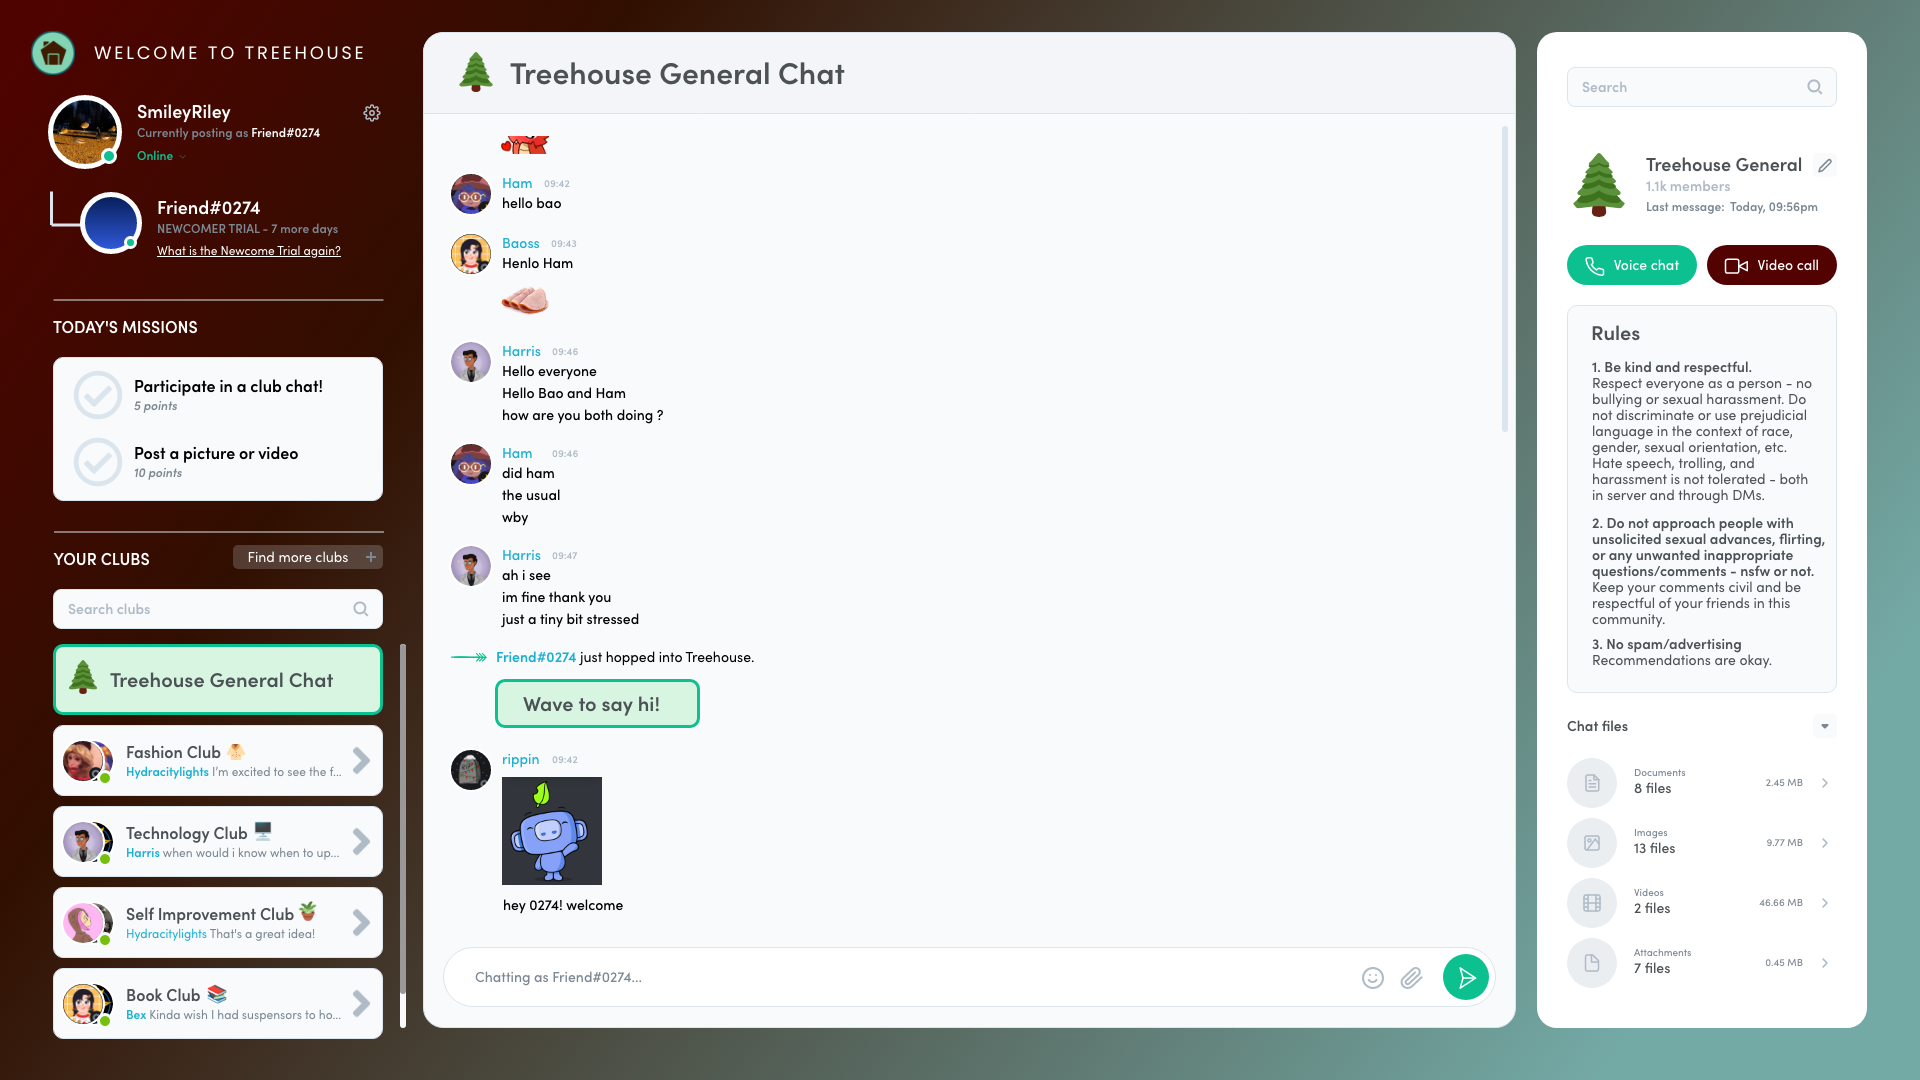 WELCOME TO TREEHOUSE
SmileyRiley
Currently posting as Friend#0274
Online
Friend#0274
NEWCOMER TRIAL - 7 more days
What is the Newcome Trial again?
TODAY'S MISSIONS
Participate in a club chat!
5 points
Post a picture or video
10 points
YOUR CLUBS
Find more clubs
Search clubs
Treehouse General Chat
Fashion Club
Hydracitylights I'm excited to see the f...
Technology Club
Harris when would i know when to up...
Self Improvement Club
Hydracitylights That's a great idea!
Book Club
Bex Kinda wish I had suspensors to ho...
Treehouse General Chat
Ham 09:42
hello bao
Baoss 09:43
Henlo Ham
Harris 09:46
Hello everyone
Hello Bao and Ham
how are you both doing ?
Ham 09:46
did ham
the usual
wby
Harris 09:47
ah i see
im fine thank you
just a tiny bit stressed
Friend#0274 just hopped into Treehouse.
Wave to say hi!
rippin 09:42
hey 0274! welcome
Chatting as Friend#0274...
Search
Treehouse General
1.1k members
Last message: Today, 09:56pm
Voice chat
Video call
Rules
1. Be kind and respectful.
Respect everyone as a person - no
bullying or sexual harassment. Do
not discriminate or use prejudicial
language in the context of race,
gender, sexual orientation, etc.
Hate speech, trolling, and
harassment is not tolerated - both
in server and through DMs.
2. Do not approach people with
unsolicited sexual advances, flirting,
or any unwanted inappropriate
questions/comments - nsfw or not.
Keep your comments civil and be
respectful of your friends in this
community.
3. No spam/advertising
Recommendations are okay.
Chat files
Documents
8 files
2.45 MB
Images
13 files
9.77 MB
Videos
2 files
46.66 MB
Attachments
7 files
0.45 MB